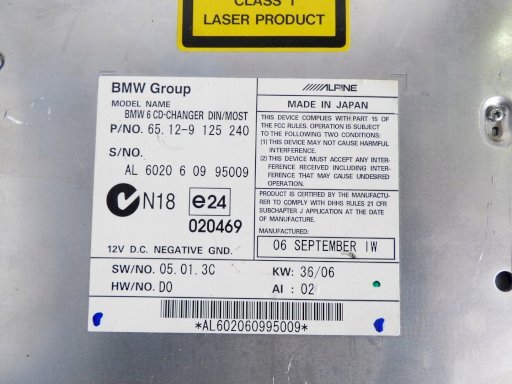 CLASS 1
LASER PRODUCT
BMW Group
MODEL NAME
BMW 6 CD-CHANGER DIN/MOST
P/NO. 65.12-9 125 240
S/NO.
AL 6020 6 09 95009
N18 e24
020469
12V D.C. NEGATIVE GND.
ALPINE
MADE IN JAPAN
THIS DEVICE COMPLIES WITH PART 15 OF
THE FCC RULES. OPERATION IS SUBJECT
TO THE FOLLOWING TWO CONDITIONS:
(1) THIS DEVICE MAY NOT CAUSE HARMFUL
INTERFERENCE.
(2) THIS DEVICE MUST ACCEPT ANY INTER-
FERENCE RECEIVED INCLUDING INTER-
FERENCE THAT MAY CAUSE UNDESIRED
OPERATION.
PRODUCT IS CERTIFIED BY THE MANUFACTU-
RER TO COMPLY WITH DHHS RULES 21 CFR
SUBCHAPTER J APPLICATION AT THE DATE
OF MANUFACTURE.
MANUFACTURED:
06 SEPTEMBER IW
SW/NO. 05.01.3C
KW: 36/06
HW/NO. D0
AI : 02
*AL602060995009*